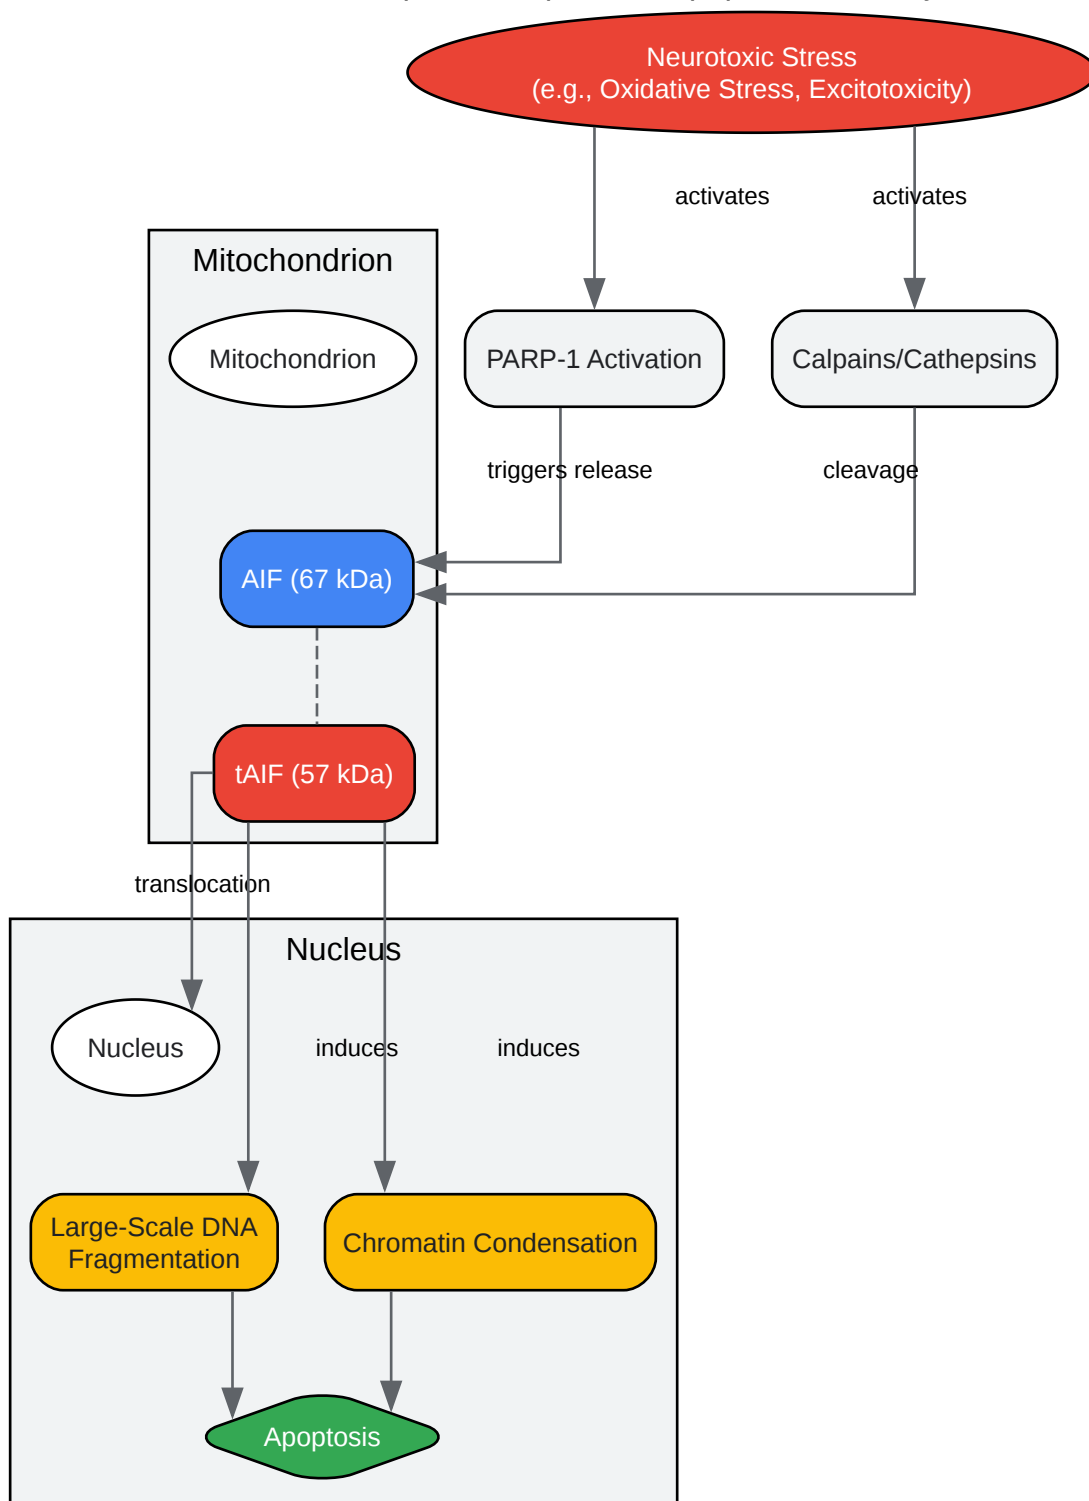 Neurotoxic Stress
(e.g., Oxidative Stress, Excitotoxicity)
activates
activates
Mitochondrion
Mitochondrion
PARP-1 Activation
Calpains/Cathepsins
triggers release
cleavage
AIF (67 kDa)
tAIF (57 kDa)
translocation
Nucleus
Nucleus
induces
induces
Large-Scale DNA
Fragmentation
Chromatin Condensation
Apoptosis